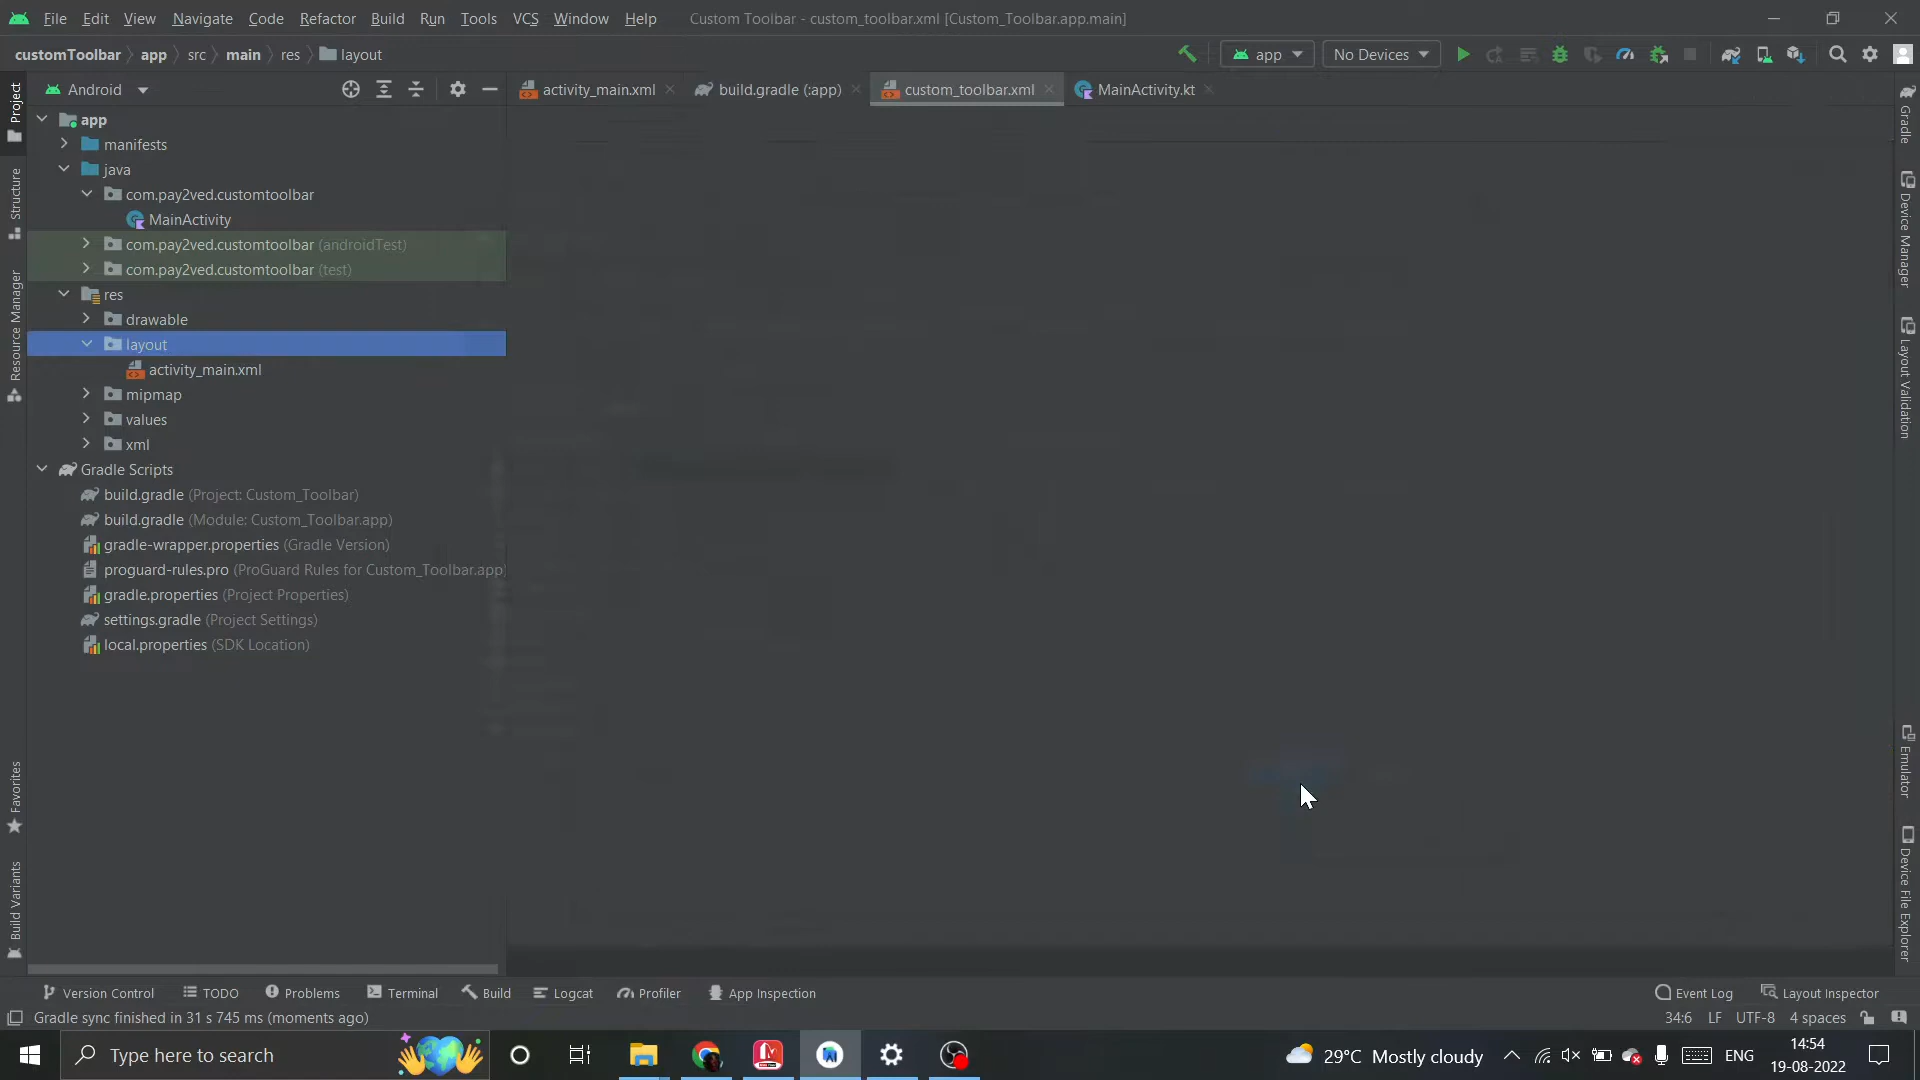 File Edit View Navigate Code Refactor Build Run Tools VCS Window Help Custom Toolbar - custom_toolbar.xml [Custom_Toolbar.app.main]
customToolbar app src main res layout
app No Devices
Project
Android
activity_main.xml build.gradle (:app) custom_toolbar.xml MainActivity.kt
Gradle
app
manifests
java
com.pay2ved.customtoolbar
MainActivity
com.pay2ved.customtoolbar (androidTest)
com.pay2ved.customtoolbar (test)
res
drawable
layout
activity_main.xml
mipmap
values
xml
Gradle Scripts
build.gradle (Project: Custom_Toolbar)
build.gradle (Module: Custom_Toolbar.app)
gradle-wrapper.properties (Gradle Version)
proguard-rules.pro (ProGuard Rules for Custom_Toolbar.app)
gradle.properties (Project Properties)
settings.gradle (Project Settings)
local.properties (SDK Location)
Structure
Resource Manager
Favorites
Build Variants
Device Manager
Layout Validation
Emulator
Device File Explorer
Version Control TODO Problems Terminal Build Logcat Profiler App Inspection Event Log Layout Inspector
Gradle sync finished in 31 s 745 ms (moments ago) 34:6 LF UTF-8 4 spaces
Type here to search 29°C Mostly cloudy ENG
14:54
19-08-2022